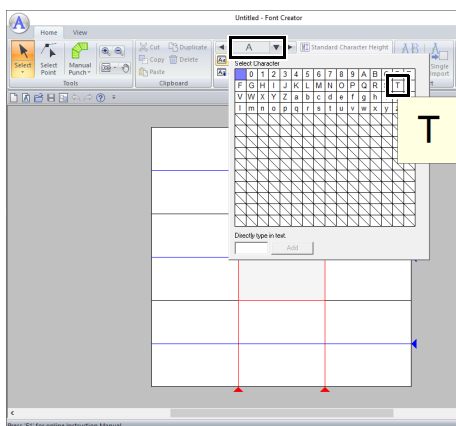 Untitled - Font Creator
A
Home View
Select
Select Point
Manual Punch
Tools
Cut Duplicate
Copy Delete
Paste
Clipboard
A
Standard Character Height
AB
A
Single
Import
Select Character
0 1 2 3 4 5 6 7 8 9 A B
F G H I J K L M N O P Q R T
V W X Y Z a b c d e f g h
l m n o p q r s t u v w x y
T
Directly type in text.
Add
Press 'F1' for online Instruction Manual